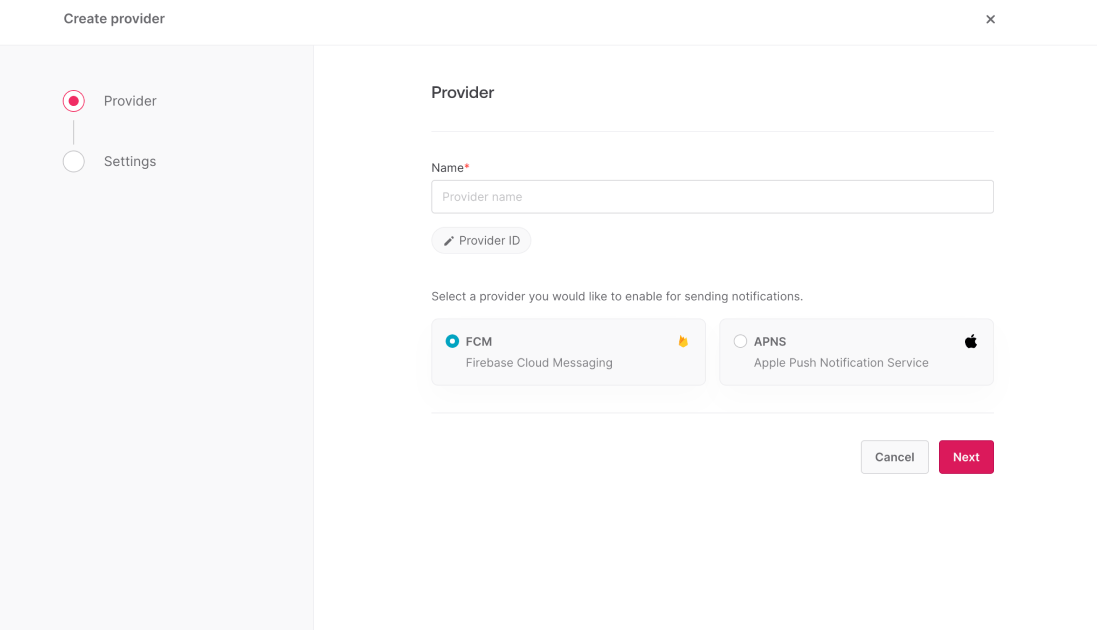 Create provider
Provider
Settings
Provider
Name*
Provider name
Provider ID
Select a provider you would like to enable for sending notifications.
FCM
Firebase Cloud Messaging
APNS
Apple Push Notification Service
Cancel
Next